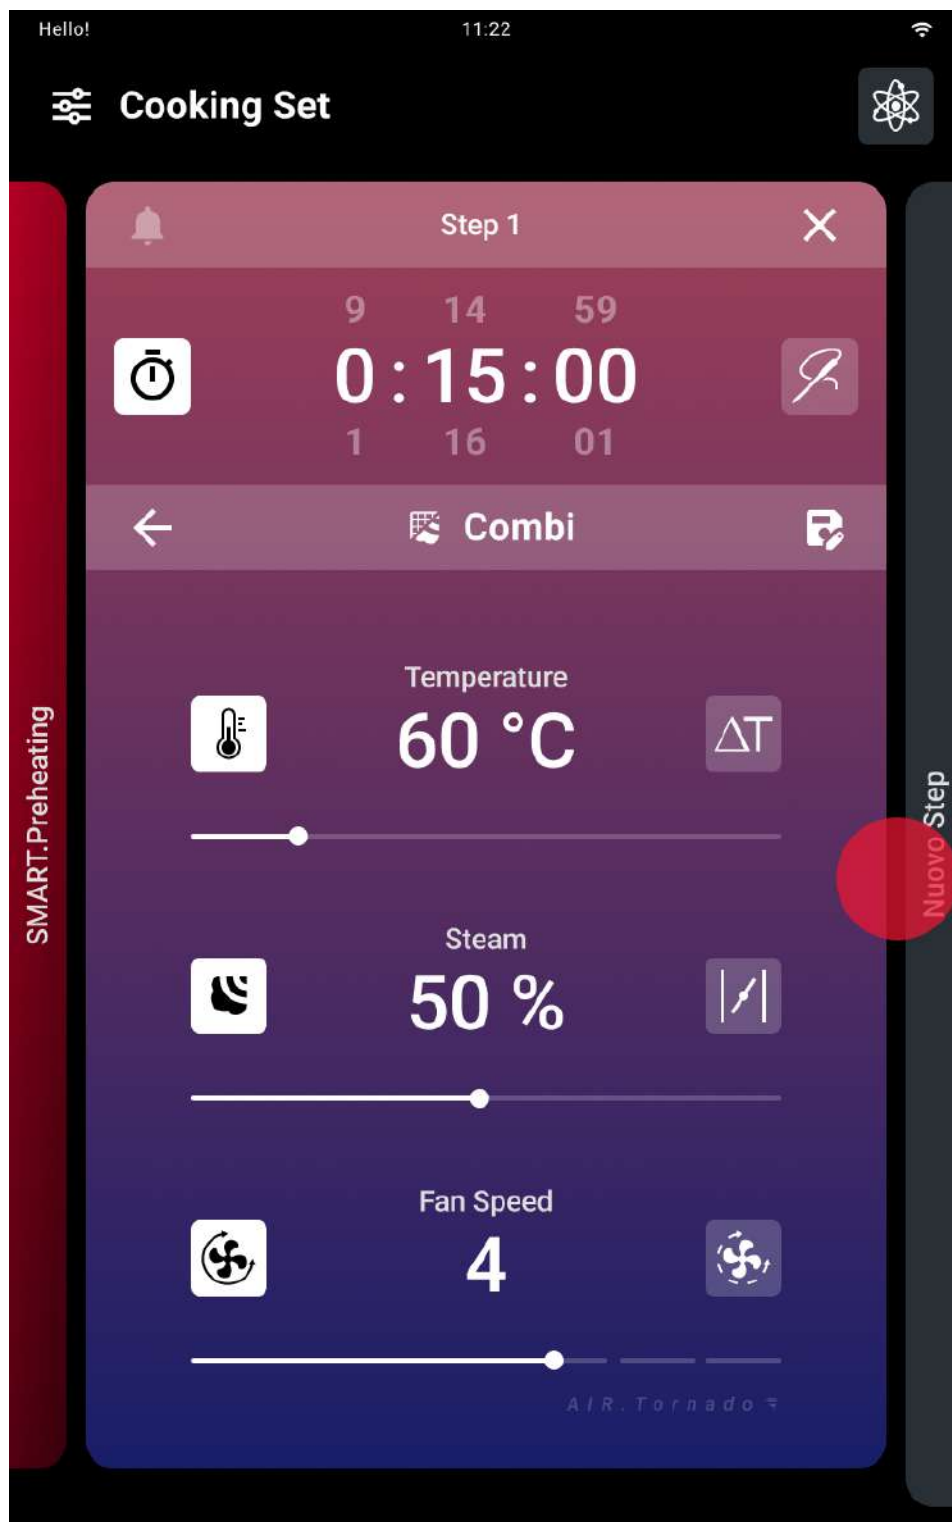 Hello!
11:22
Cooking Set
Step 1
9 14 59
0 : 15 : 00
1 16 01
Combi
SMART.Preheating
Temperature
60 °C
ΔT
Nuovo Step
Steam
50 %
Fan Speed
4
AIR.Tornado